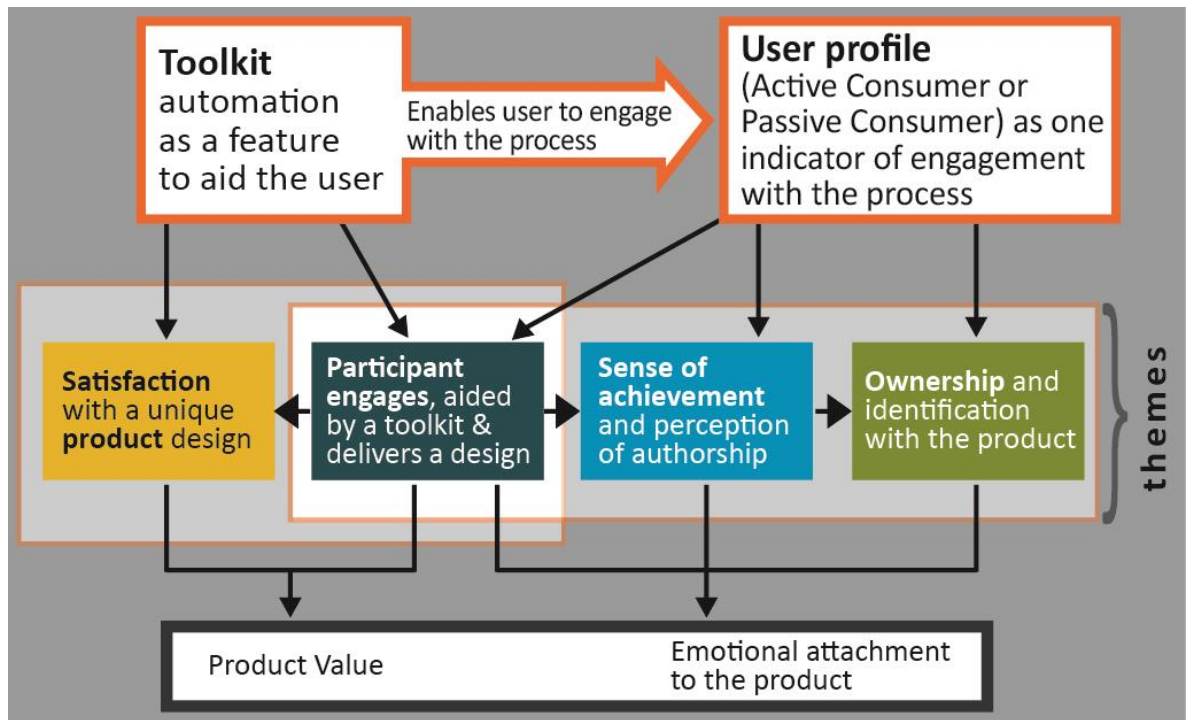 Toolkit
automation
as a feature
to aid the user
Enables user to engage
with the process
User profile
(Active Consumer or
Passive Consumer) as one
indicator of engagement
with the process
Satisfaction
with a unique
product design
Participant
engages, aided
by a toolkit &
delivers a design
Sense of
achievement
and perception
of authorship
Ownership and
identification
with the product
themes
Product Value
Emotional attachment
to the product